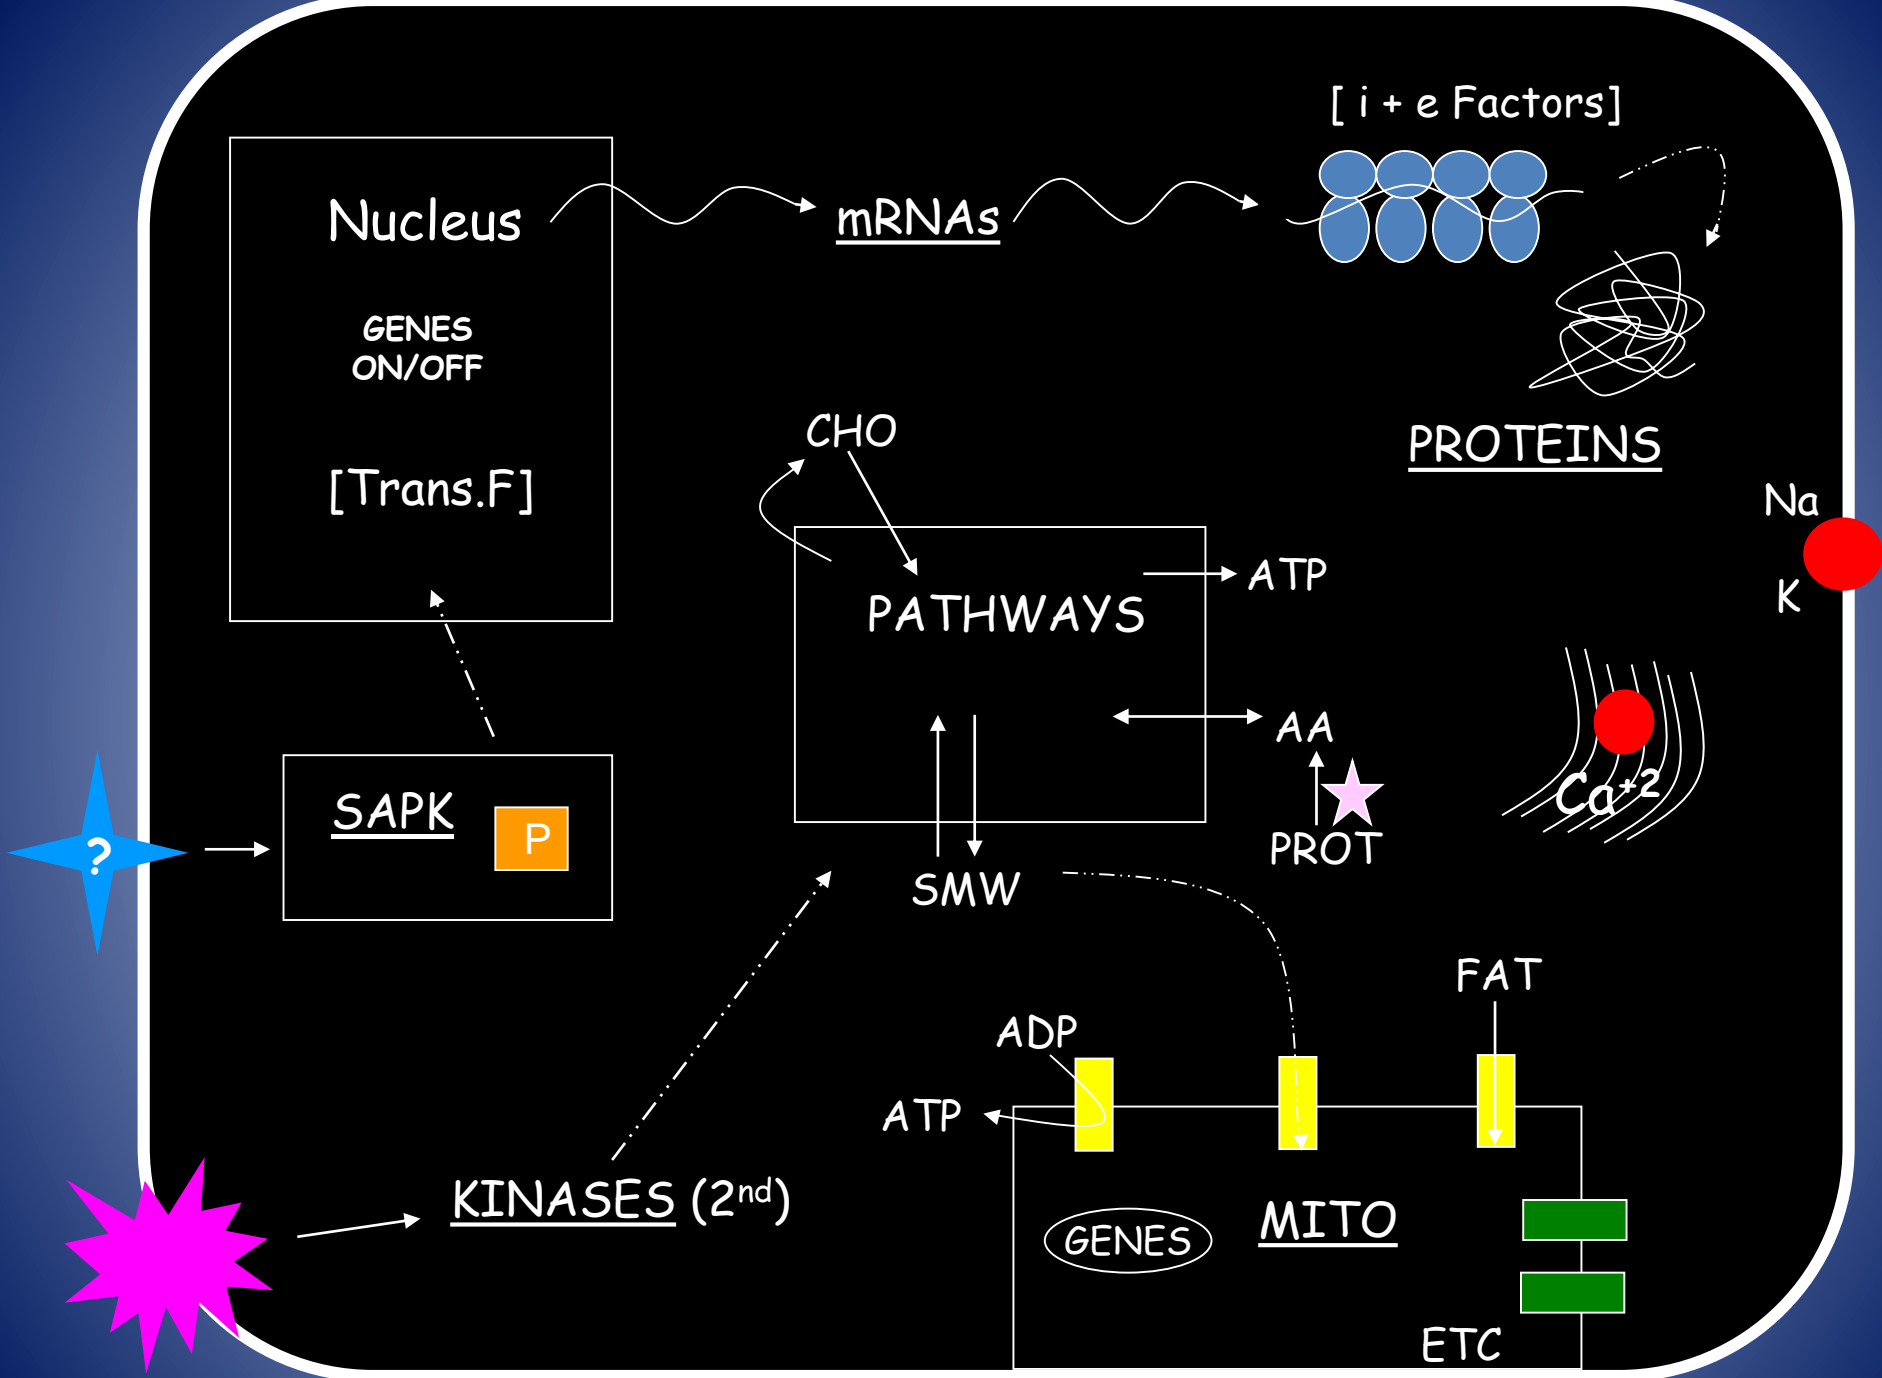 [ i + e Factors]
Nucleus
mRNAs
GENES
ON/OFF
CHO
PROTEINS
[Trans.F]
Na
ATP
K
PATHWAYS
AA
Ca+2
SAPK
P
?
PROT
SMW
FAT
ADP
ATP
KINASES (2nd)
GENES
MITO
ETC